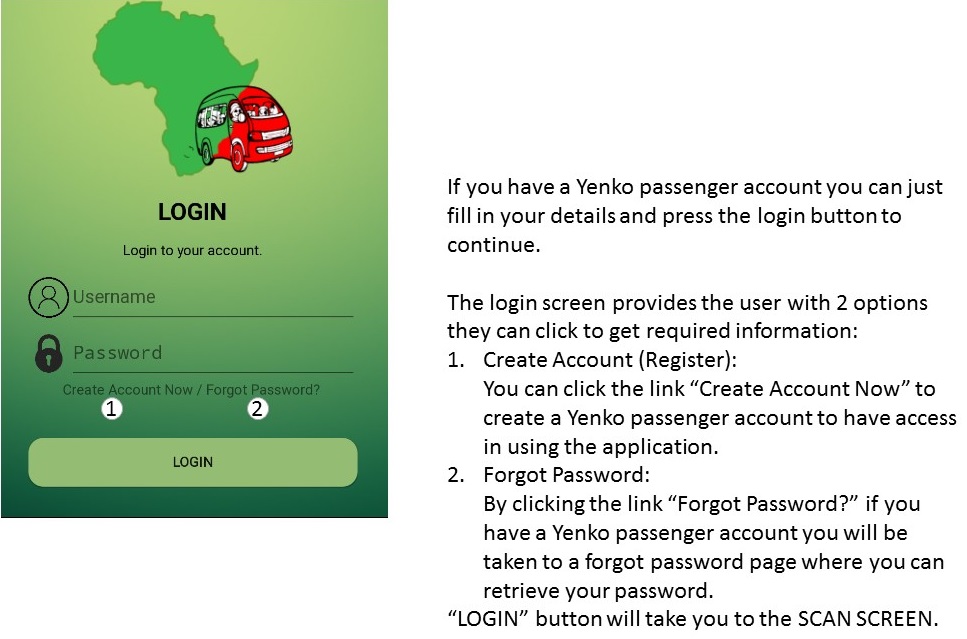 LOGIN
Login to your account.
Username
Password
Create Account Now / Forgot Password?
1 2
LOGIN
If you have a Yenko passenger account you can just
fill in your details and press the login button to
continue.
The login screen provides the user with 2 options
they can click to get required information:
1. Create Account (Register):
You can click the link “Create Account Now” to
create a Yenko passenger account to have access
in using the application.
2. Forgot Password:
By clicking the link “Forgot Password?” if you
have a Yenko passenger account you will be
taken to a forgot password page where you can
retrieve your password.
“LOGIN” button will take you to the SCAN SCREEN.